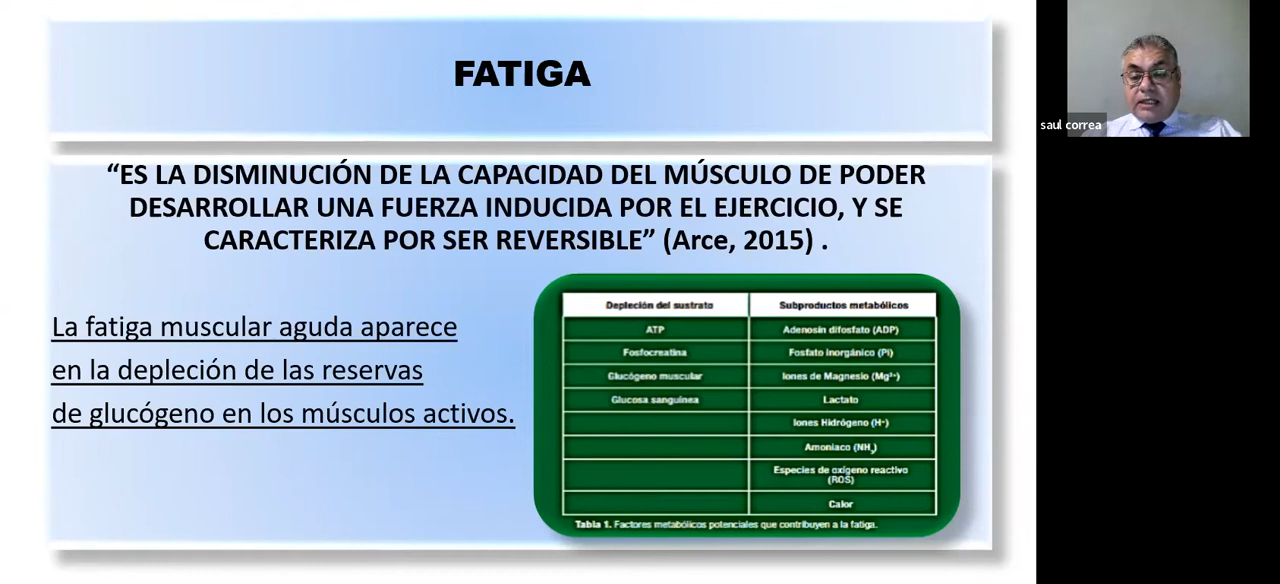 FATIGA
“ES LA DISMINUCIÓN DE LA CAPACIDAD DEL MÚSCULO DE PODER
DESARROLLAR UNA FUERZA INDUCIDA POR EL EJERCICIO, Y SE
CARACTERIZA POR SER REVERSIBLE” (Arce, 2015) .
La fatiga muscular aguda aparece
en la depleción de las reservas
de glucógeno en los músculos activos.
Depleción del sustrato Subproductos metabólicos
ATP Adenosín difosfato (ADP)
Fosfocreatina Fosfato inorgánico (Pi)
Glucógeno muscular Iones de Magnesio (Mg²⁺)
Glucosa sanguínea Lactato
Iones Hidrógeno (H⁺)
Amoniaco (NH₃)
Especies de oxígeno reactivo
(ROS)
Calor
Tabla 1. Factores metabólicos potenciales que contribuyen a la fatiga.
saul correa